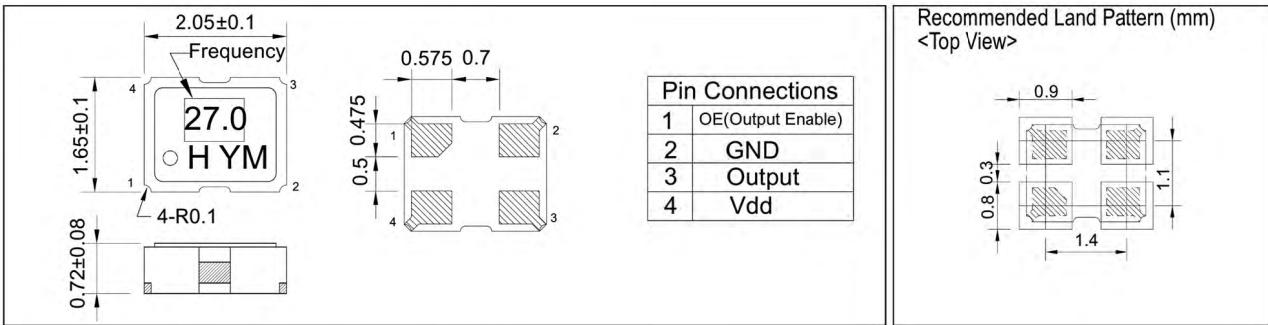 2.05±0.1
Frequency
4
3
27.0
H YM
1.65±0.1
1
2
4-R0.1
0.72±0.08
0.575
0.7
0.475
0.5
1
2
4
3
Pin Connections
1 OE(Output Enable)
2 GND
3 Output
4 Vdd
Recommended Land Pattern (mm)
<Top View>
0.9
0.3
0.8
1.1
1.4